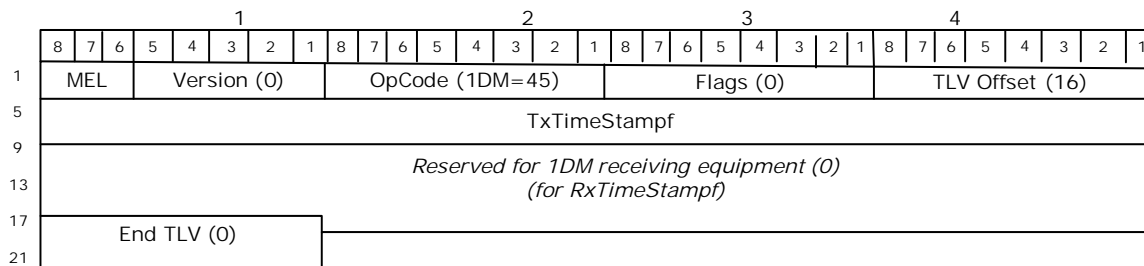 1 2 3 4
8 7 6 5 4 3 2 1 8 7 6 5 4 3 2 1 8 7 6 5 4 3 2 1 8 7 6 5 4 3 2 1
1 MEL Version (0) OpCode (1DM=45) Flags (0) TLV Offset (16)
5 TxTimeStampf
9 Reserved for 1DM receiving equipment (0)
13 (for RxTimeStampf)
17 End TLV (0)
21